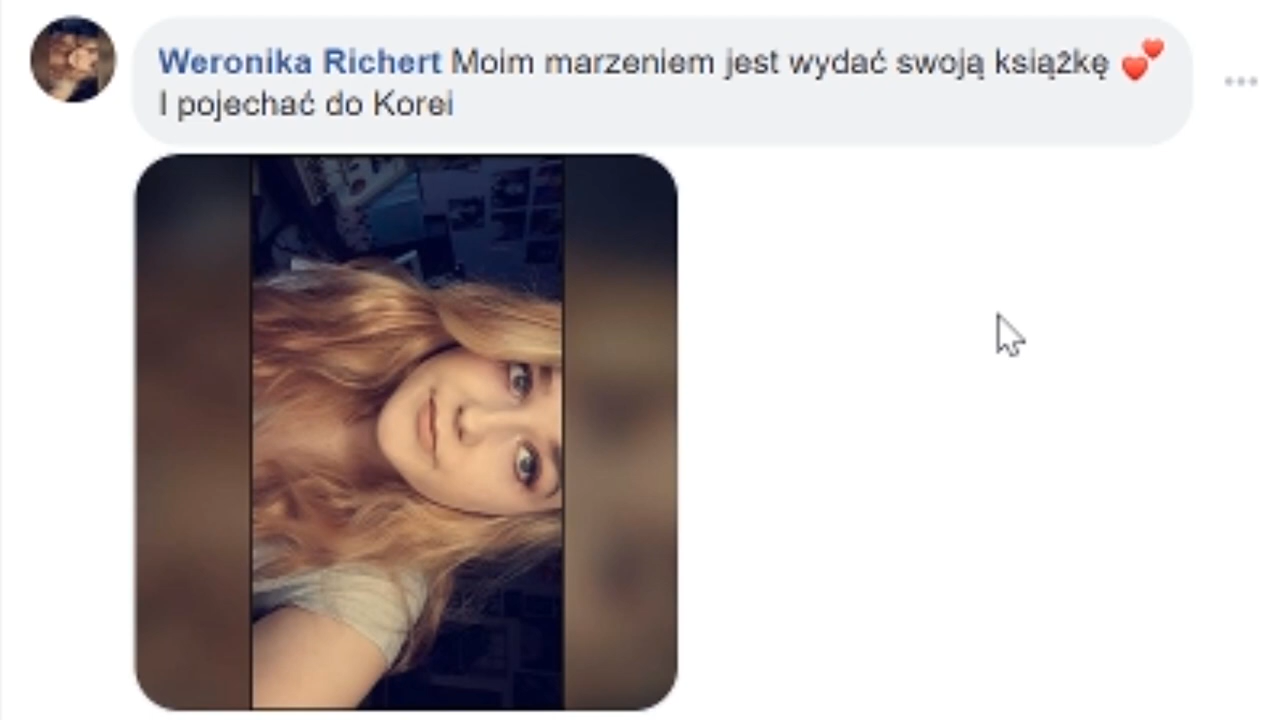 Weronika Richert Moim marzeniem jest wydać swoją książkę 💕
I pojechać do Korei